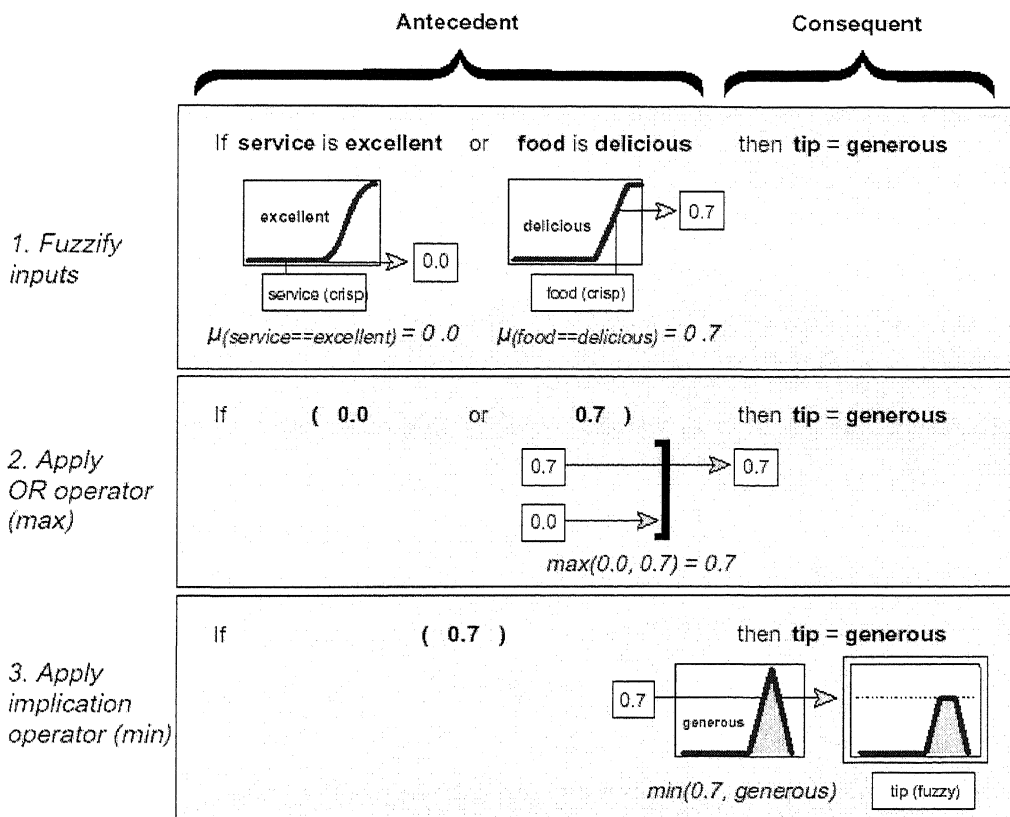 Antecedent Consequent
If service is excellent or food is delicious then tip = generous
1. Fuzzify
inputs
excellent
0.0
service (crisp)
delicious
0.7
food (crisp)
μ(service==excellent) = 0.0 μ(food==delicious) = 0.7
If ( 0.0 or 0.7 ) then tip = generous
2. Apply
OR operator
(max)
0.7 0.7
0.0
max(0.0, 0.7) = 0.7
If ( 0.7 ) then tip = generous
3. Apply
implication
operator (min)
0.7
generous
min(0.7, generous)
tip (fuzzy)